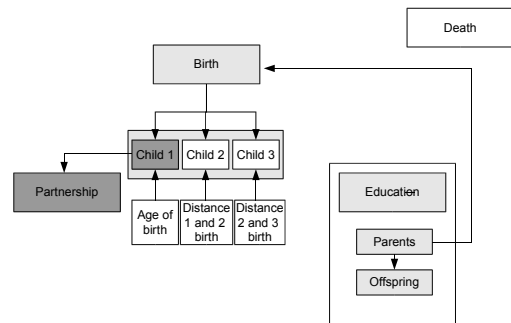 Death
Birth
Child 1
Child 2
Child 3
Partnership
Education
Age of
birth
Distance
1 and 2
birth
Distance
2 and 3
birth
Parents
Offspring